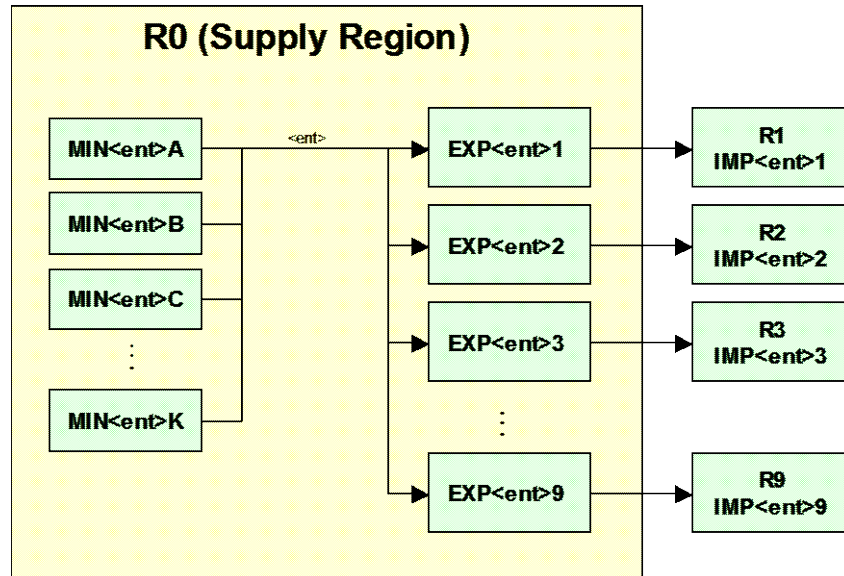 R0 (Supply Region)
MIN<ent>A
<ent>
EXP<ent>1
R1
IMP<ent>1
MIN<ent>B
EXP<ent>2
R2
IMP<ent>2
MIN<ent>C
EXP<ent>3
R3
IMP<ent>3
⋮
MIN<ent>K
⋮
EXP<ent>9
R9
IMP<ent>9